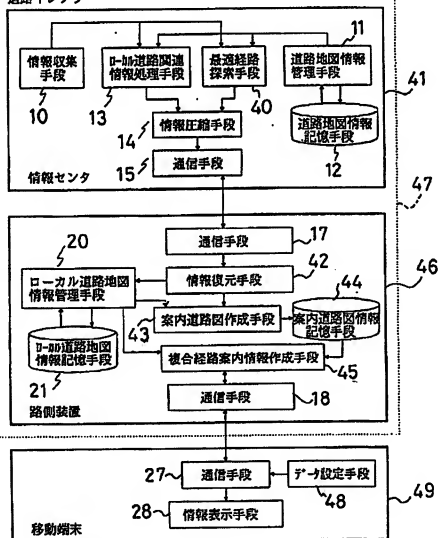 情報収集
手段
10
ﾛｰｶﾙ道路関連
情報処理手段
13
最適経路
探索手段
40
11
道路地図情報
管理手段
道路地図情報
記憶手段
12
41
14
情報圧縮手段
15
通信手段
情報センタ
47
通信手段
17
20
ローカル道路地図
情報管理手段
情報復元手段
42
44
46
43
案内道路図作成手段
案内道路図情報
記憶手段
ﾛｰｶﾙ道路地図
情報記憶手段
21
複合経路案内情報作成手段
45
通信手段
18
路側装置
27
通信手段
ﾃﾞｰﾀ設定手段
48
49
28
情報表示手段
移動端末